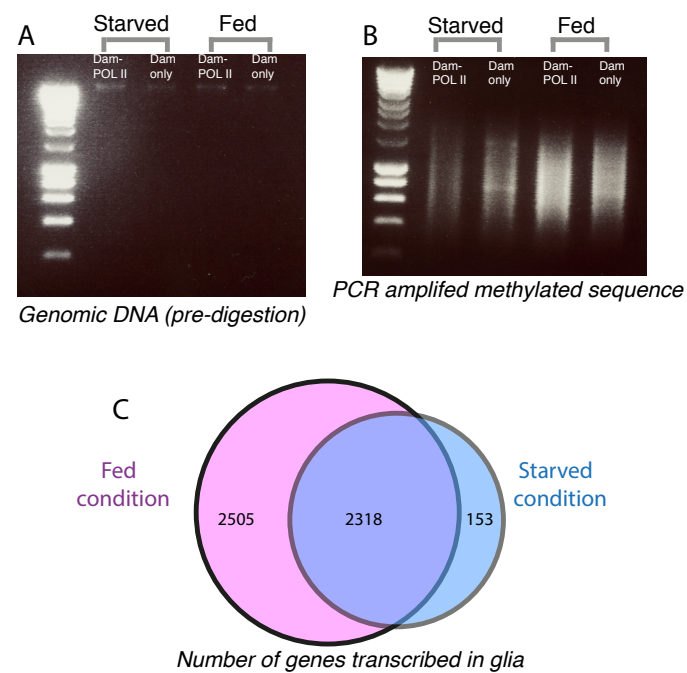 A
Starved
Fed
Dam-
POL II
Dam
only
Dam-
POL II
Dam
only
Genomic DNA (pre-digestion)
B
Starved
Fed
Dam-
POL II
Dam
only
Dam-
POL II
Dam
only
PCR amplifed methylated sequence
C
Fed
condition
2505
2318
153
Starved
condition
Number of genes transcribed in glia